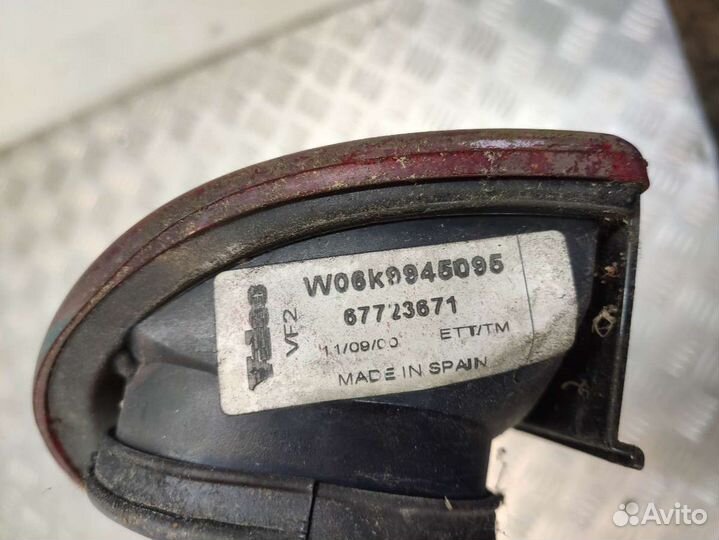 Valeo
VF2
W06k9945095
67723671
11/09/00 ETT/TM
MADE IN SPAIN
Avito